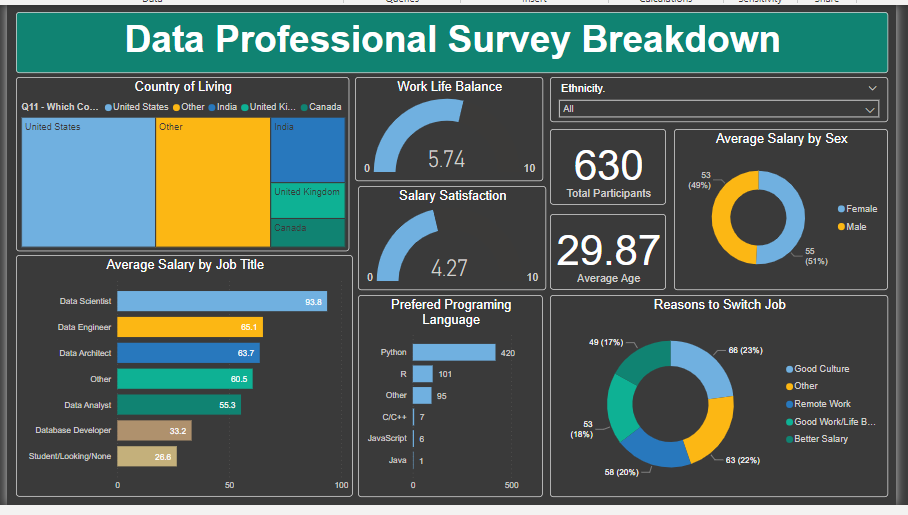 Data Queries Insert Calculations Sensitivity Share
Data Professional Survey Breakdown
Country of Living
Q11 - Which Co... United States Other India United Ki... Canada
United States
Other
India
United Kingdom
Canada
Work Life Balance
5.74
0
10
Salary Satisfaction
4.27
0
10
Ethnicity.
All
630
Total Participants
29.87
Average Age
Average Salary by Sex
53
(49%)
55
(51%)
Female
Male
Average Salary by Job Title
Data Scientist 93.8
Data Engineer 65.1
Data Architect 63.7
Other 60.5
Data Analyst 55.3
Database Developer 33.2
Student/Looking/None 26.6
0 50 100
Prefered Programing
Language
Python 420
R 101
Other 95
C/C++ 7
JavaScript 6
Java 1
0 500
Reasons to Switch Job
49 (17%)
66 (23%)
53
(18%)
58 (20%)
63 (22%)
Good Culture
Other
Remote Work
Good Work/Life B...
Better Salary